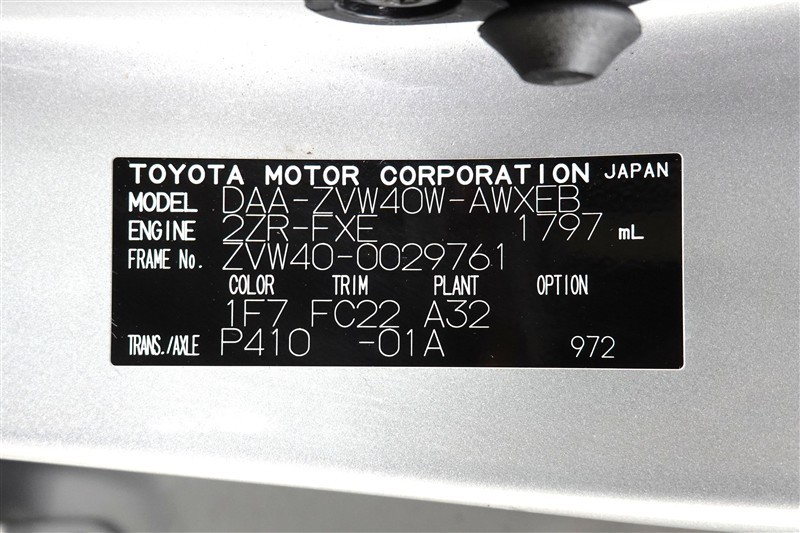 TOYOTA MOTOR CORPORATION JAPAN
MODEL DAA-ZVW40W-AWXEB
ENGINE 2ZR-FXE 1797 mL
FRAME No. ZVW40-0029761
COLOR TRIM PLANT OPTION
1F7 FC22 A32
TRANS./AXLE P410 -01A 972